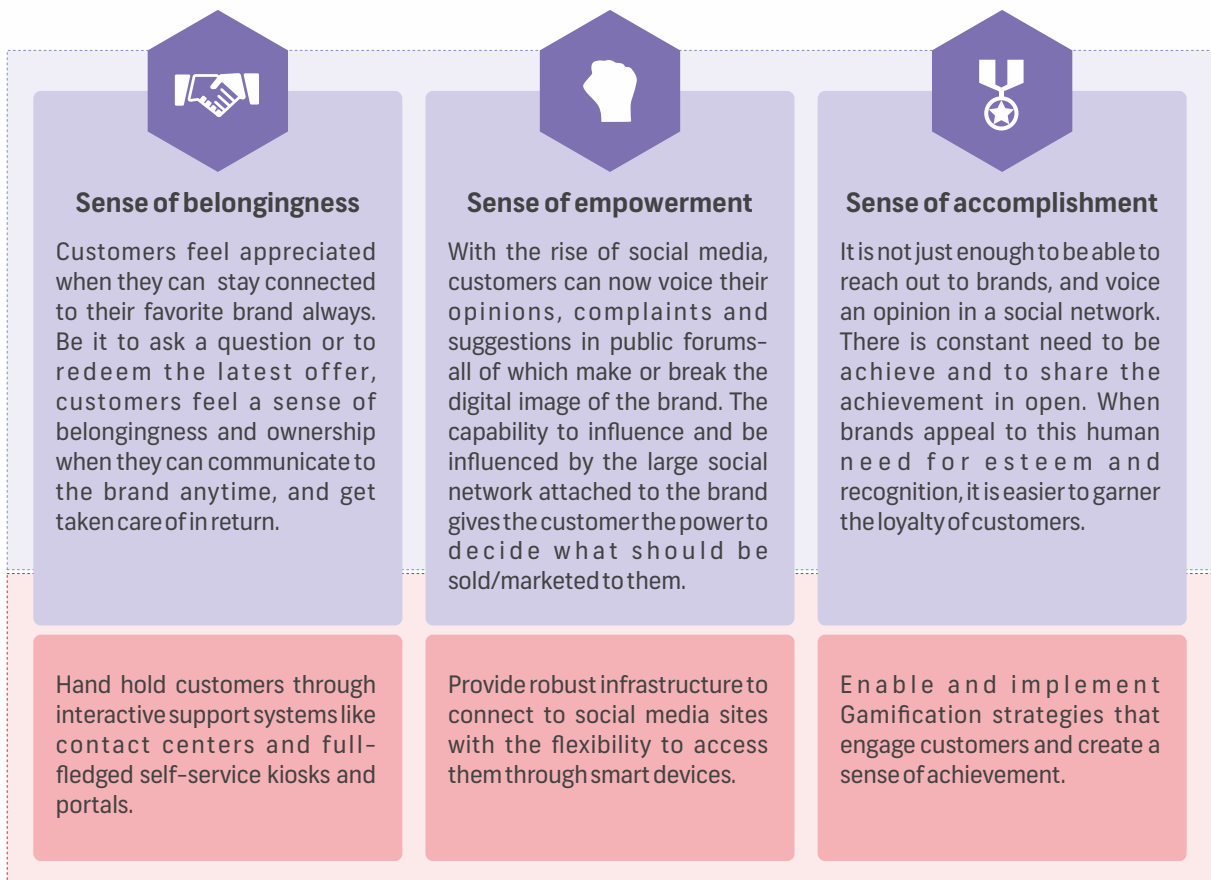 Sense of belongingness
Customers feel appreciated
when they can stay connected
to their favorite brand always.
Be it to ask a question or to
redeem the latest offer,
customers feel a sense of
belongingness and ownership
when they can communicate to
the brand anytime, and get
taken care of in return.
Hand hold customers through
interactive support systems like
contact centers and full-
fledged self-service kiosks and
portals.
Sense of empowerment
With the rise of social media,
customers can now voice their
opinions, complaints and
suggestions in public forums-
all of which make or break the
digital image of the brand. The
capability to influence and be
influenced by the large social
network attached to the brand
gives the customer the power to
decide what should be
sold/marketed to them.
Provide robust infrastructure to
connect to social media sites
with the flexibility to access
them through smart devices.
Sense of accomplishment
It is not just enough to be able to
reach out to brands, and voice
an opinion in a social network.
There is constant need to be
achieve and to share the
achievement in open. When
brands appeal to this human
need for esteem and
recognition, it is easier to garner
the loyalty of customers.
Enable and implement
Gamification strategies that
engage customers and create a
sense of achievement.